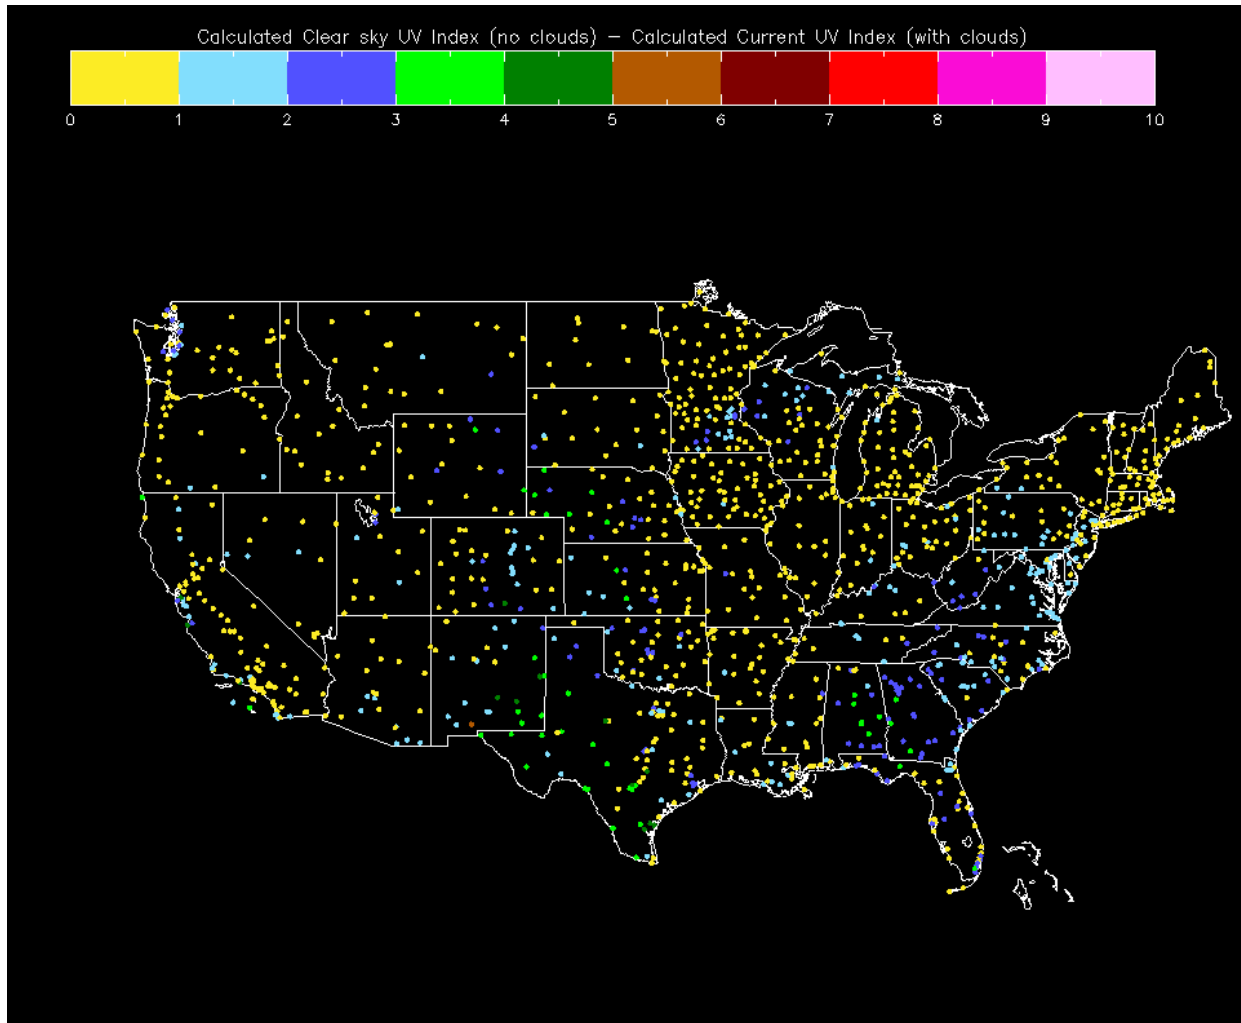 Calculated Clear sky UV Index (no clouds) — Calculated Current UV Index (with clouds)
0 1 2 3 4 5 6 7 8 9 10